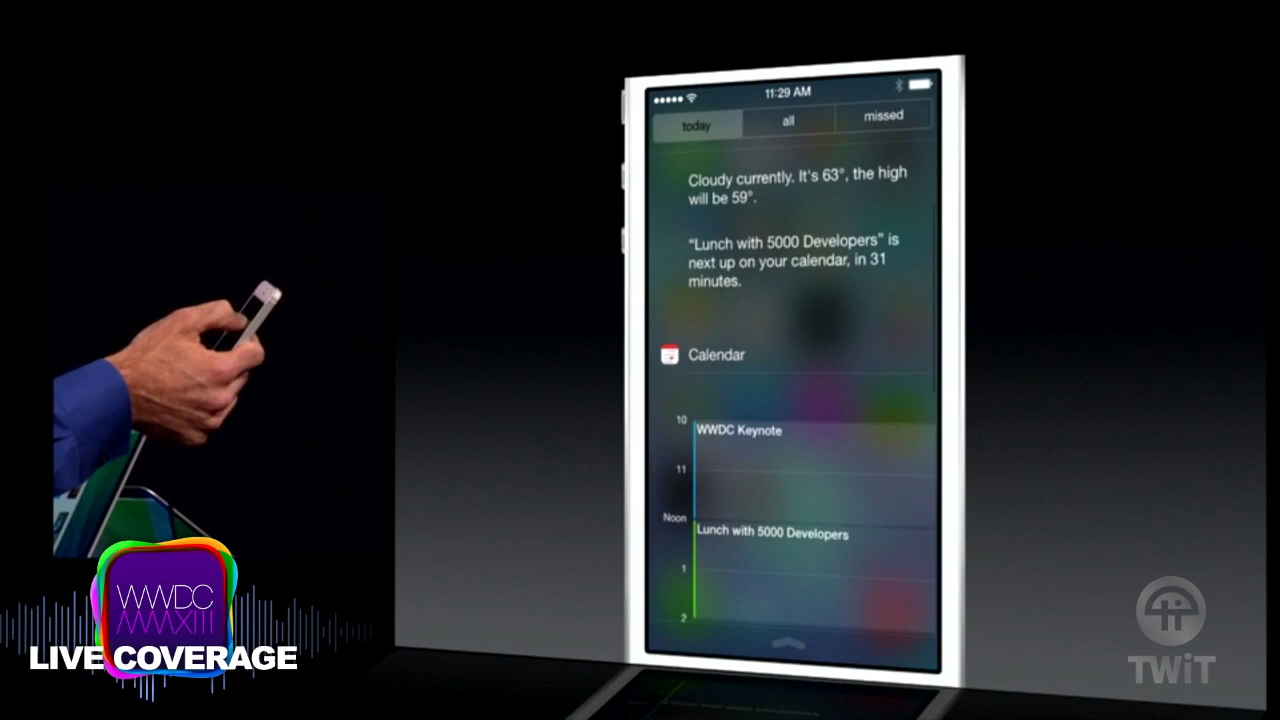 11:29 AM
today
all
missed
Cloudy currently. It's 63°, the high
will be 59°.
“Lunch with 5000 Developers” is
next up on your calendar, in 31
minutes.
Calendar
10
WWDC Keynote
11
Noon
Lunch with 5000 Developers
1
2
WWDC
MMXIII
LIVE COVERAGE
TWiT